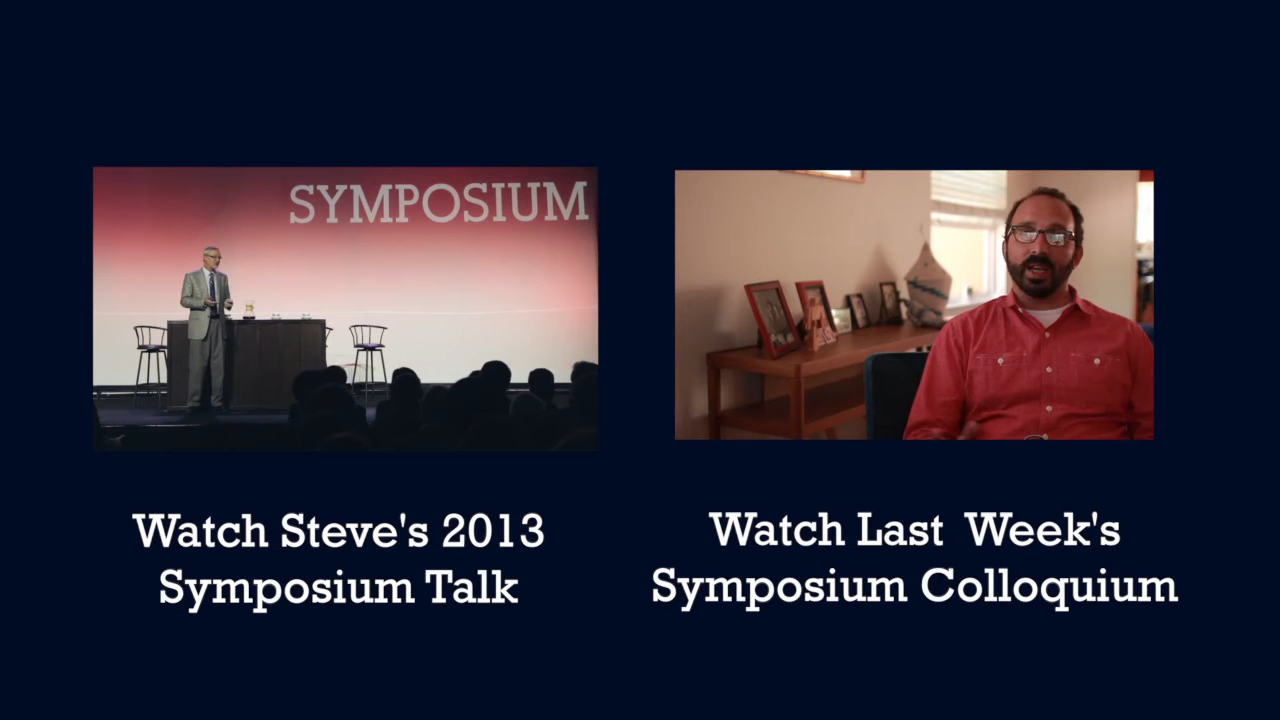 SYMPOSIUM
Watch Steve's 2013
Symposium Talk
Watch Last  Week's
Symposium Colloquium